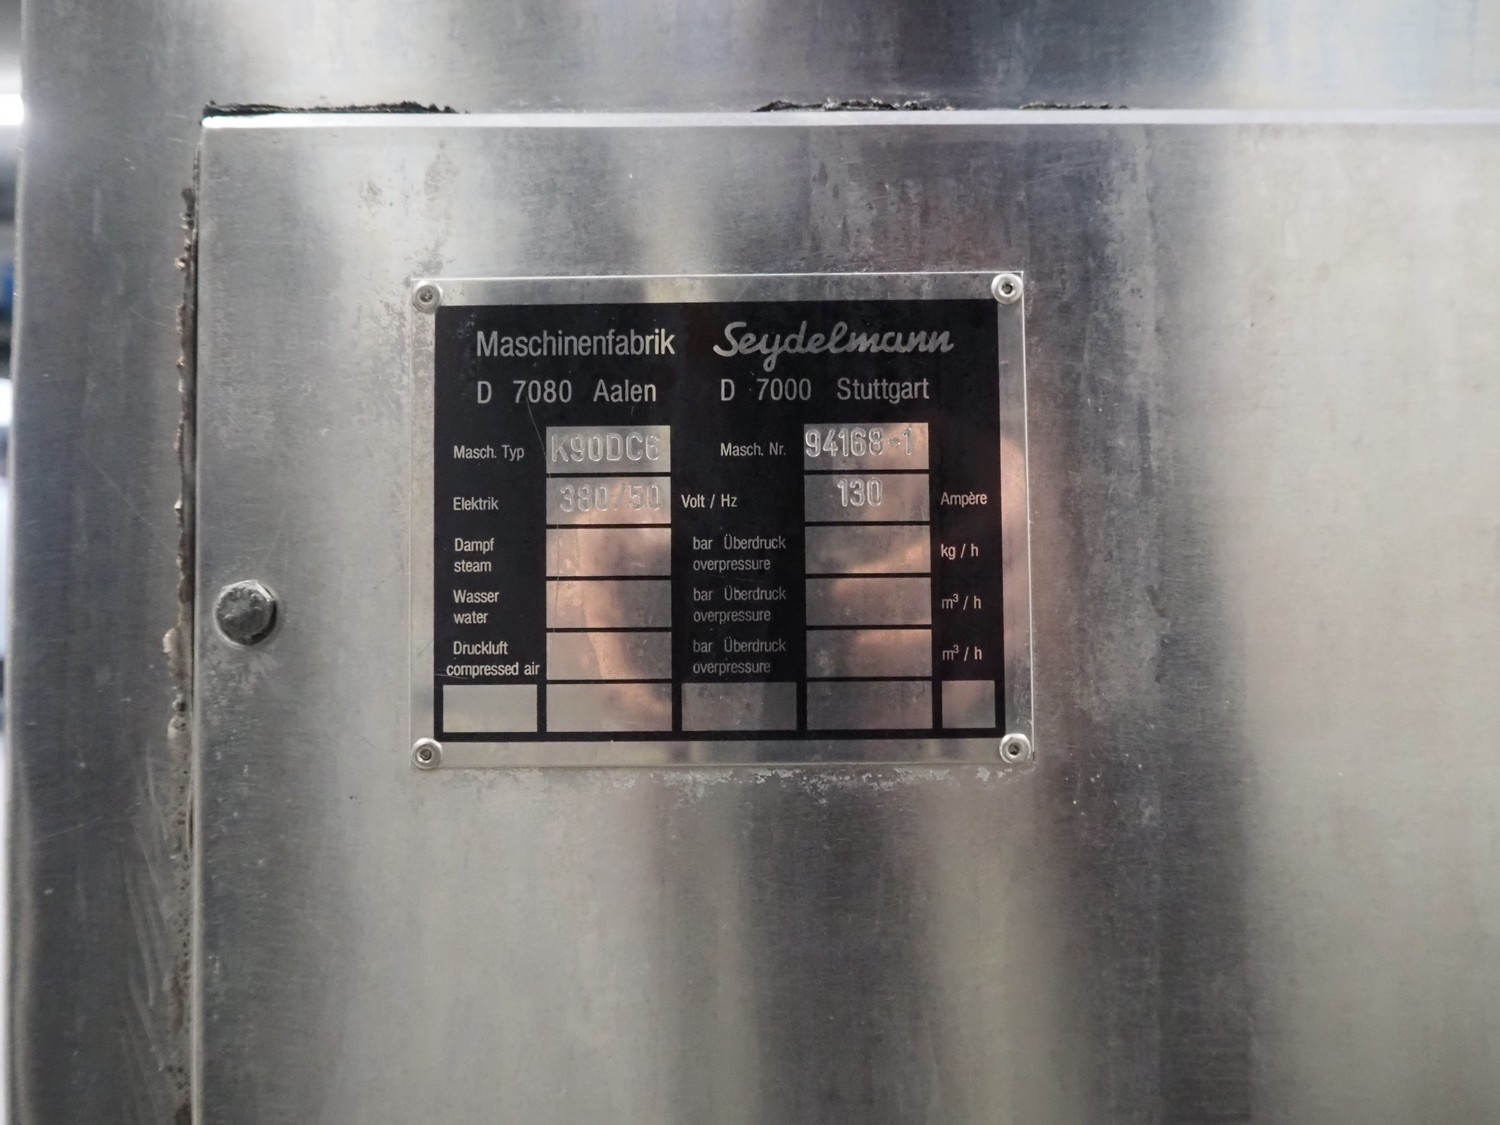 Maschinenfabrik Seydelmann
D 7080 Aalen D 7000 Stuttgart
Masch. Typ K90DC6 Masch. Nr. 94168-1
Elektrik 380/50 Volt / Hz 130 Ampère
Dampf bar Überdruck kg / h
steam overpressure
Wasser bar Überdruck m³ / h
water overpressure
Druckluft bar Überdruck m³ / h
compressed air overpressure